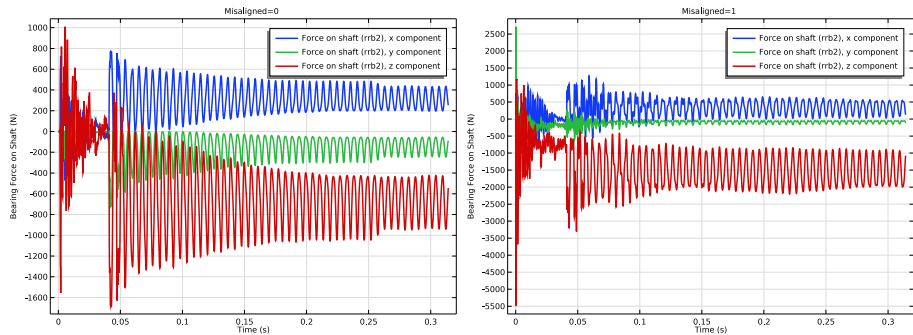 Misaligned=0
1000
800
600
400
200
0
-200
-400
-600
-800
-1000
-1200
-1400
-1600
Bearing Force on Shaft (N)
Force on shaft (rrb2), x component
Force on shaft (rrb2), y component
Force on shaft (rrb2), z component
0 0.05 0.1 0.15 0.2 0.25 0.3
Time (s)
Misaligned=1
2500
2000
1500
1000
500
0
-500
-1000
-1500
-2000
-2500
-3000
-3500
-4000
-4500
-5000
-5500
Bearing Force on Shaft (N)
Force on shaft (rrb2), x component
Force on shaft (rrb2), y component
Force on shaft (rrb2), z component
0 0.05 0.1 0.15 0.2 0.25 0.3
Time (s)